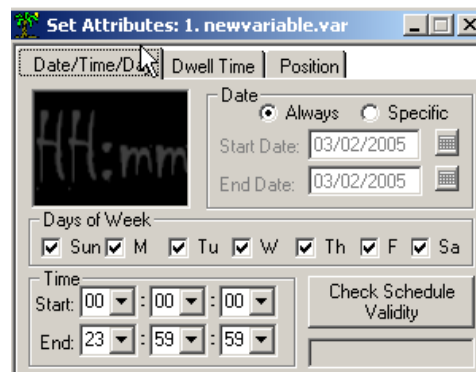 Set Attributes: 1. newvariable.var
Date/Time/Day Dwell Time Position
HH:mm
Date
Always Specific
Start Date: 03/02/2005
End Date: 03/02/2005
Days of Week
Sun M Tu W Th F Sa
Time
Start: 00 : 00 : 00
End: 23 : 59 : 59
Check Schedule
Validity